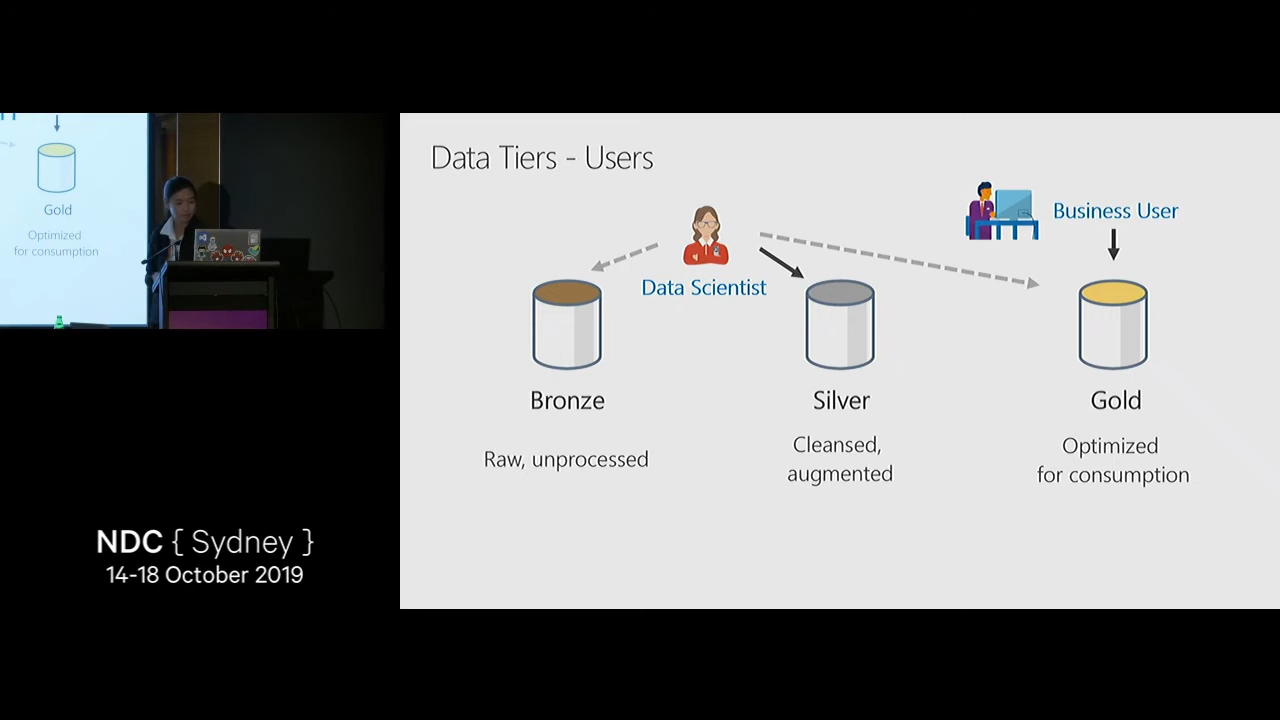 Gold
Optimized
for consumption
NDC { Sydney }
14-18 October 2019
Data Tiers - Users
Business User
Data Scientist
Bronze
Silver
Gold
Raw, unprocessed
Cleansed,
augmented
Optimized
for consumption